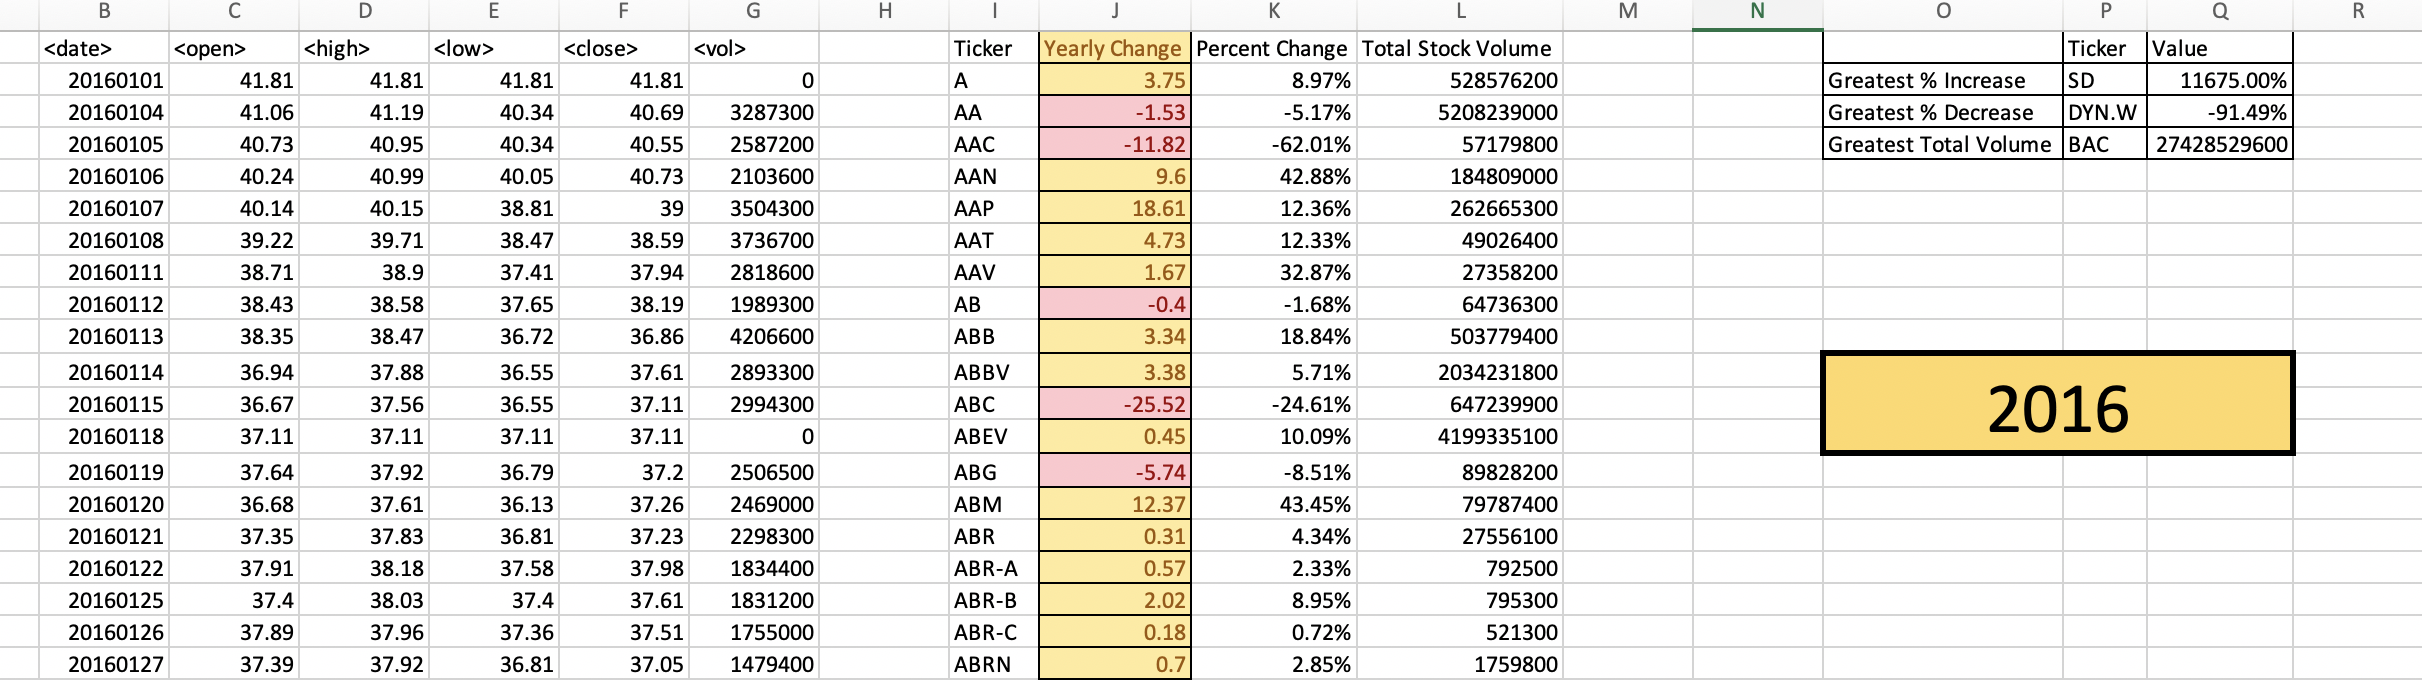 B C D E F G H I J K L M N O P Q R
<date> <open> <high> <low> <close> <vol> Ticker Yearly Change Percent Change Total Stock Volume Ticker Value
20160101 41.81 41.81 41.81 41.81 0 A 3.75 8.97% 528576200 Greatest % Increase SD 11675.00%
20160104 41.06 41.19 40.34 40.69 3287300 AA -1.53 -5.17% 5208239000 Greatest % Decrease DYN.W -91.49%
20160105 40.73 40.95 40.34 40.55 2587200 AAC -11.82 -62.01% 57179800 Greatest Total Volume BAC 27428529600
20160106 40.24 40.99 40.05 40.73 2103600 AAN 9.6 42.88% 184809000
20160107 40.14 40.15 38.81 39 3504300 AAP 18.61 12.36% 262665300
20160108 39.22 39.71 38.47 38.59 3736700 AAT 4.73 12.33% 49026400
20160111 38.71 38.9 37.41 37.94 2818600 AAV 1.67 32.87% 27358200
20160112 38.43 38.58 37.65 38.19 1989300 AB -0.4 -1.68% 64736300
20160113 38.35 38.47 36.72 36.86 4206600 ABB 3.34 18.84% 503779400
20160114 36.94 37.88 36.55 37.61 2893300 ABBV 3.38 5.71% 2034231800
20160115 36.67 37.56 36.55 37.11 2994300 ABC -25.52 -24.61% 647239900 2016
20160118 37.11 37.11 37.11 37.11 0 ABEV 0.45 10.09% 4199335100
20160119 37.64 37.92 36.79 37.2 2506500 ABG -5.74 -8.51% 89828200
20160120 36.68 37.61 36.13 37.26 2469000 ABM 12.37 43.45% 79787400
20160121 37.35 37.83 36.81 37.23 2298300 ABR 0.31 4.34% 27556100
20160122 37.91 38.18 37.58 37.98 1834400 ABR-A 0.57 2.33% 792500
20160125 37.4 38.03 37.4 37.61 1831200 ABR-B 2.02 8.95% 795300
20160126 37.89 37.96 37.36 37.51 1755000 ABR-C 0.18 0.72% 521300
20160127 37.39 37.92 36.81 37.05 1479400 ABRN 0.7 2.85% 1759800